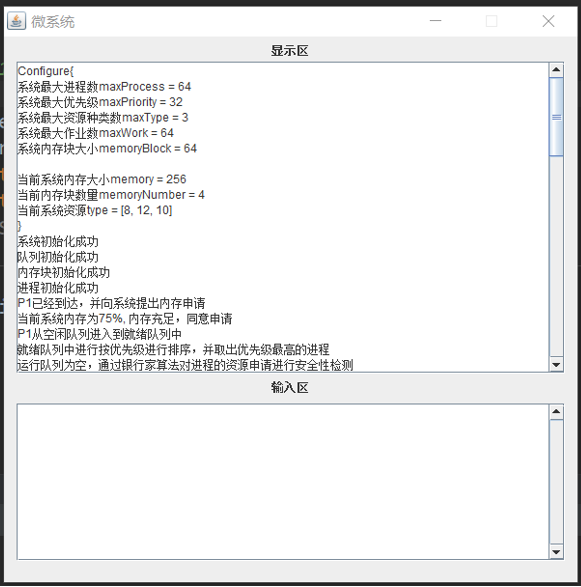 微系统
显示区
Configure{
系统最大进程数maxProcess = 64
系统最大优先级maxPriority = 32
系统最大资源种类数maxType = 3
系统最大作业数maxWork = 64
系统内存块大小memoryBlock = 64
当前系统内存大小memory = 256
当前内存块数量memoryNumber = 4
当前系统资源type = [8, 12, 10]
}
系统初始化成功
队列初始化成功
内存块初始化成功
进程初始化成功
P1已经到达，并向系统提出内存申请
当前系统内存为75%, 内存充足，同意申请
P1从空闲队列进入到就绪队列中
就绪队列中进行按优先级进行排序，并取出优先级最高的进程
运行队列为空，通过银行家算法对进程的资源申请进行安全性检测
输入区